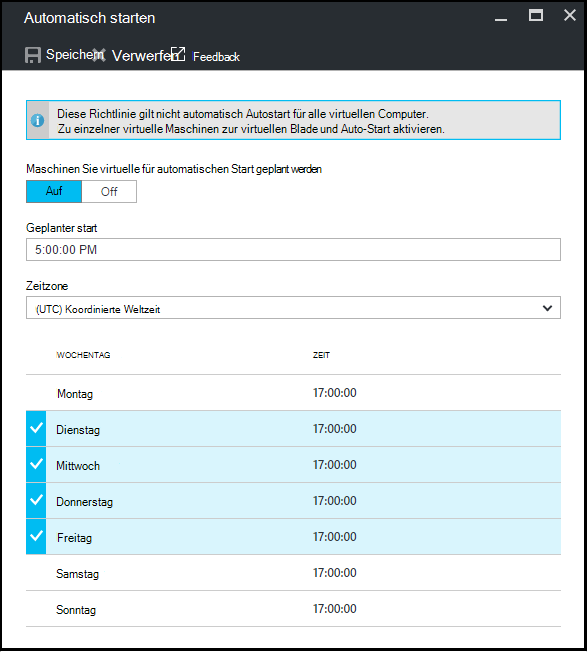 Automatisch starten
Speichern Verwerfen Feedback
Diese Richtlinie gilt nicht automatisch Autostart für alle virtuellen Computer.
Zu einzelner virtuelle Maschinen zur virtuellen Blade und Auto-Start aktivieren.
Maschinen Sie virtuelle für automatischen Start geplant werden
Auf Off
Geplanter start
5:00:00 PM
Zeitzone
(UTC) Koordinierte Weltzeit
WOCHENTAG ZEIT
Montag 17:00:00
Dienstag 17:00:00
Mittwoch 17:00:00
Donnerstag 17:00:00
Freitag 17:00:00
Samstag 17:00:00
Sonntag 17:00:00